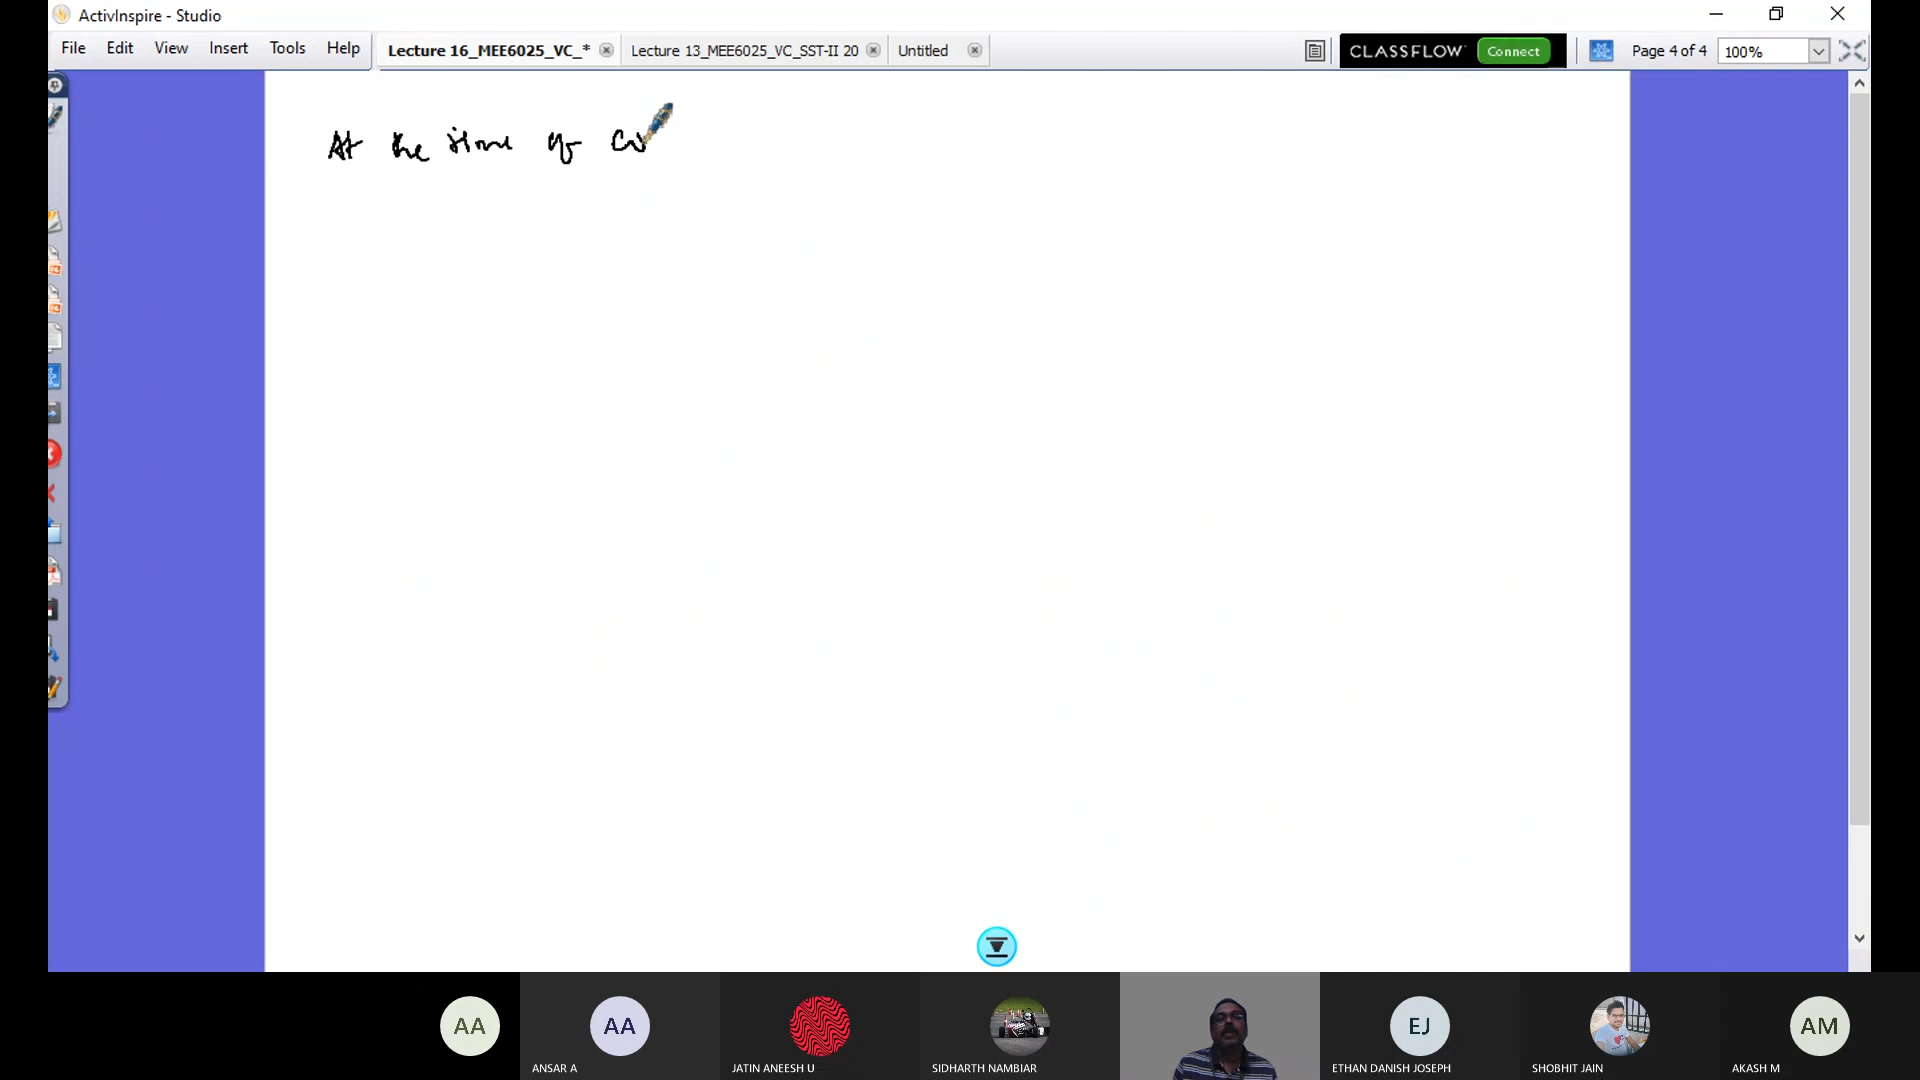 ActivInspire - Studio
File Edit View Insert Tools Help
Lecture 16_MEE6025_VC_ *
Lecture 13_MEE6025_VC_SST-II 20
Untitled
CLASSFLOW Connect
Page 4 of 4
100%
At the time of
AA
AA
EJ
AM
ANSAR A
JATIN ANEESH U
SIDHARTH NAMBIAR
ETHAN DANISH JOSEPH
SHOBHIT JAIN
AKASH M